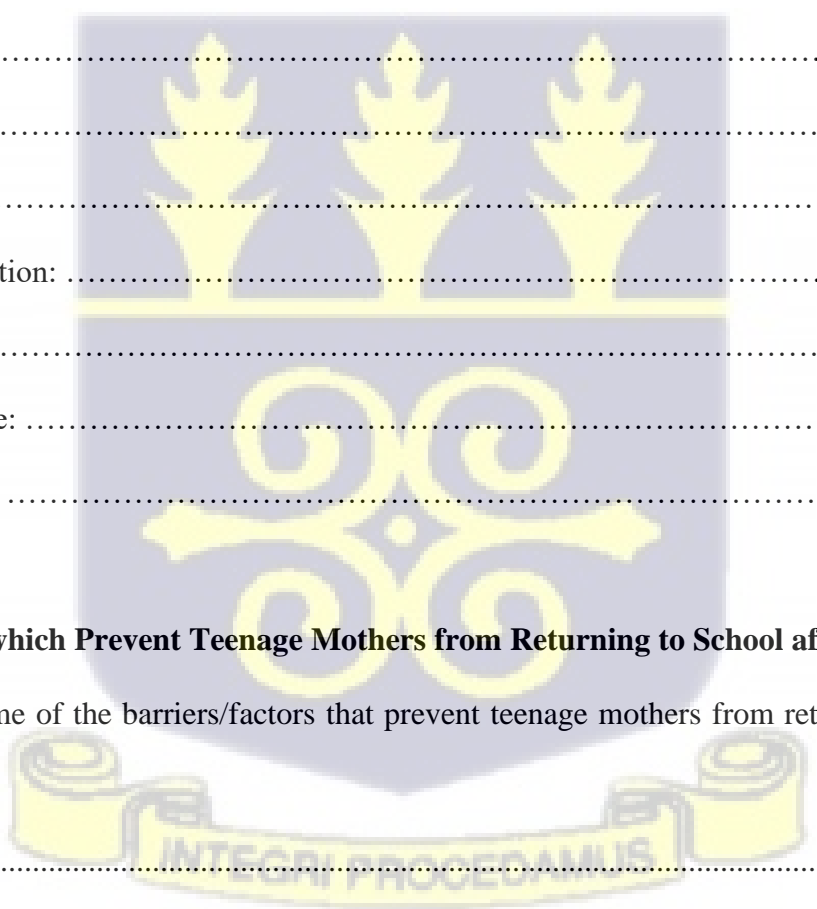 ……………………………………………………………………
……………………………………………………………………
……………………………………………………………………
tion: ……………………………………………………………………
……………………………………………………………………
e: ……………………………………………………………………
……………………………………………………………………
which Prevent Teenage Mothers from Returning to School af
ne of the barriers/factors that prevent teenage mothers from ret
……………………………………………………………………
INTEGRI PROCEDAMUS